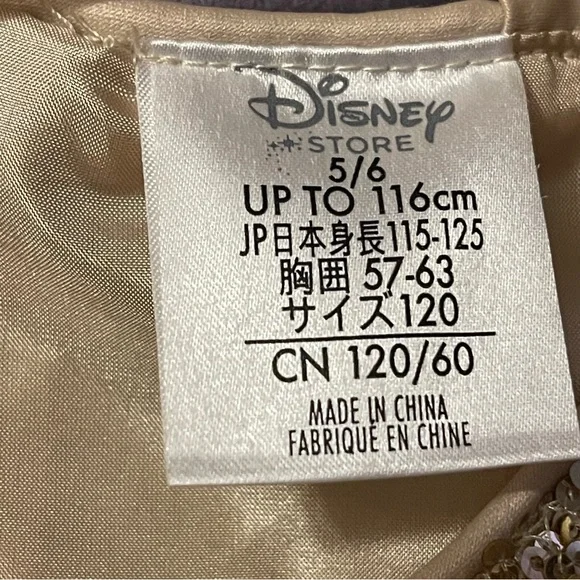 Disney
STORE
5/6
UP TO 116cm
JP日本身長115-125
胸囲 57-63
サイズ120
CN 120/60
MADE IN CHINA
FABRIQUÉ EN CHINE